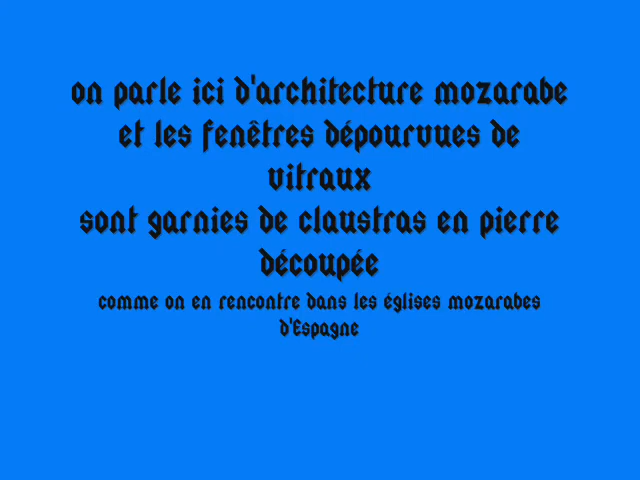 on parle ici d'architecture mozarabe
et les fenêtres dépourvues de
vitraux
sont garnies de claustras en pierre
découpée
comme on en rencontre dans les églises mozarabes
d'Espagne